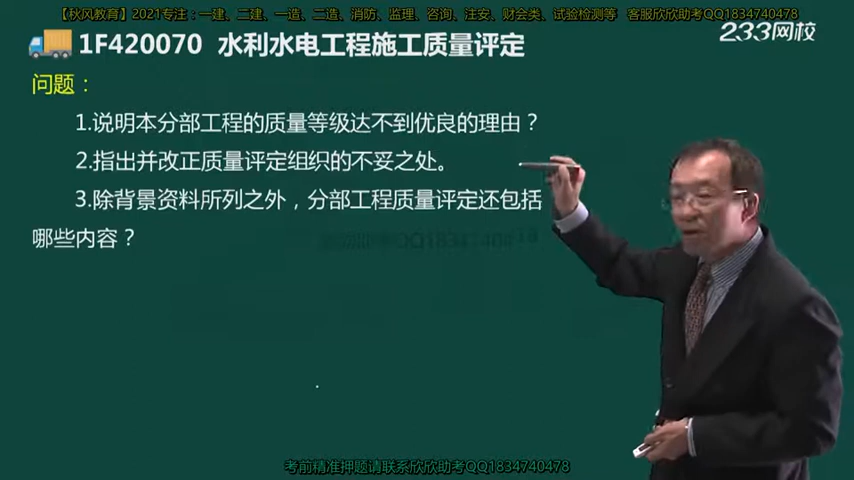 【秋风教育】2021专注：一建、二建、一造、二造、消防、监理、咨询、注安、财会类、试验检测等 客服欣欣助考QQ1834740478
233网校
1F420070 水利水电工程施工质量评定
问题：
1.说明本分部工程的质量等级达不到优良的理由？
2.指出并改正质量评定组织的不妥之处。
3.除背景资料所列之外，分部工程质量评定还包括
哪些内容？
考前精准押题请联系欣欣助考QQ1834740478